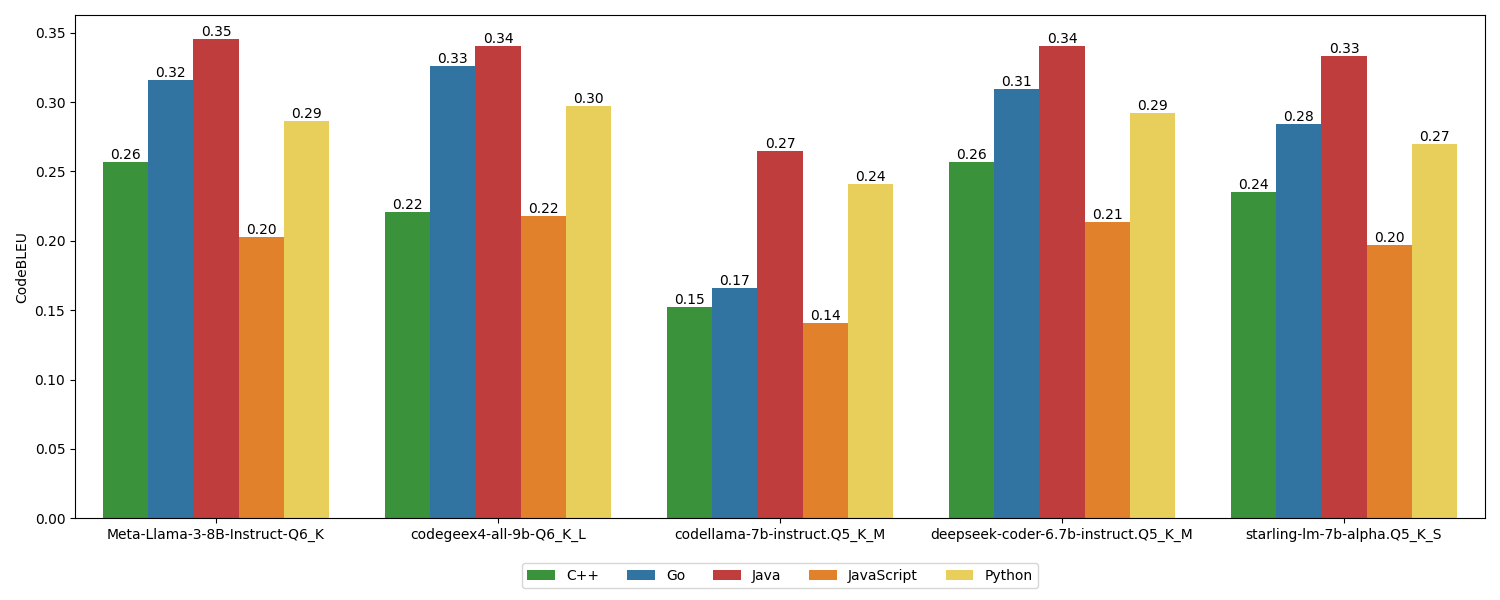 CodeBLEU
0.35
0.30
0.25
0.20
0.15
0.10
0.05
0.00
0.26 0.32 0.35 0.20 0.29
0.22 0.33 0.34 0.22 0.30
0.15 0.17 0.27 0.14 0.24
0.26 0.31 0.34 0.21 0.29
0.24 0.28 0.33 0.20 0.27
Meta-Llama-3-8B-Instruct-Q6_K codegeex4-all-9b-Q6_K_L codellama-7b-instruct.Q5_K_M deepseek-coder-6.7b-instruct.Q5_K_M starling-lm-7b-alpha.Q5_K_S
C++ Go Java JavaScript Python